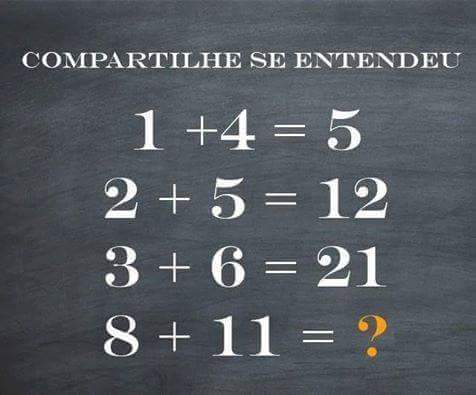 COMPARTILHE SE ENTENDEU
1 +4 = 5
2 + 5 = 12
3 + 6 = 21
8 + 11 = ?